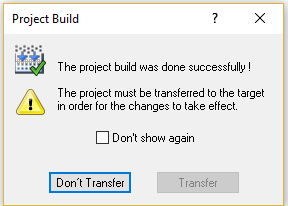 Project Build
?
The project build was done successfully !
The project must be transferred to the target
in order for the changes to take effect.
Don't show again
Don´t Transfer
Transfer